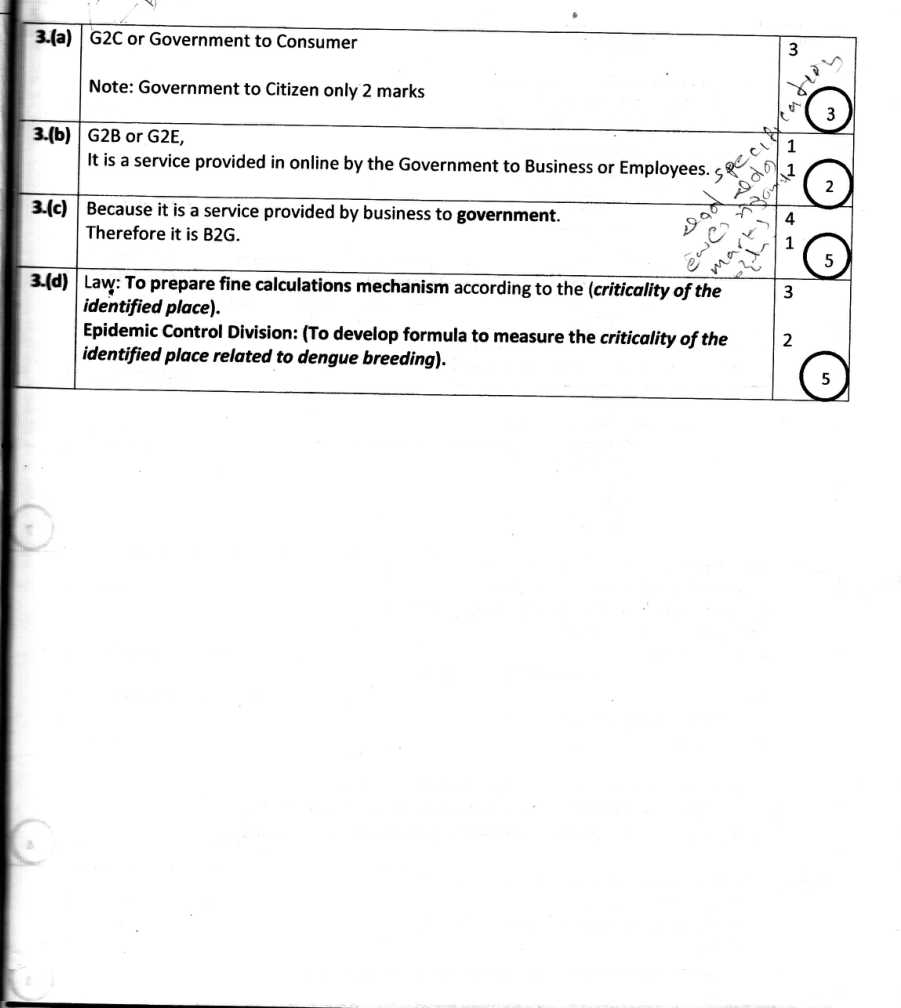 3.(a) G2C or Government to Consumer 3
Note: Government to Citizen only 2 marks
3
3.(b) G2B or G2E, 1
It is a service provided in online by the Government to Business or Employees. 1
2
3.(c) Because it is a service provided by business to government. 4
Therefore it is B2G. 1
5
3.(d) Law: To prepare fine calculations mechanism according to the (criticality of the 3
identified place).
Epidemic Control Division: (To develop formula to measure the criticality of the 2
identified place related to dengue breeding).
5
specification
marks